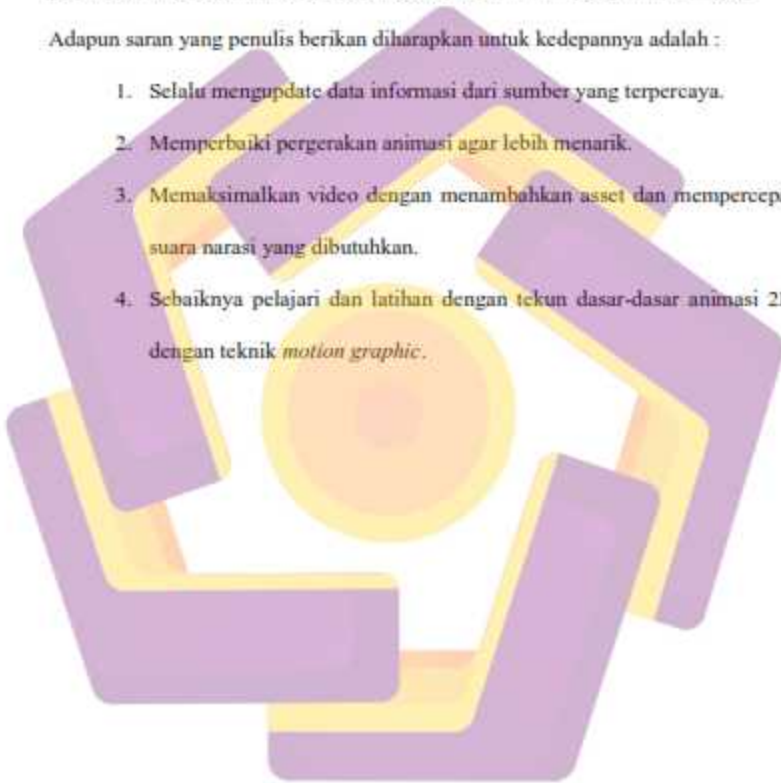 Adapun saran yang penulis berikan diharapkan untuk kedepannya adalah :
1. Selalu mengupdate data informasi dari sumber yang terpercaya.
2. Memperbaiki pergerakan animasi agar lebih menarik.
3. Memaksimalkan video dengan menambahkan asset dan
suara narasi yang dibutuhkan.
4. Sebaiknya pelajari dan latihan dengan tekun dasar-dasar animasi
dengan teknik motion graphic.